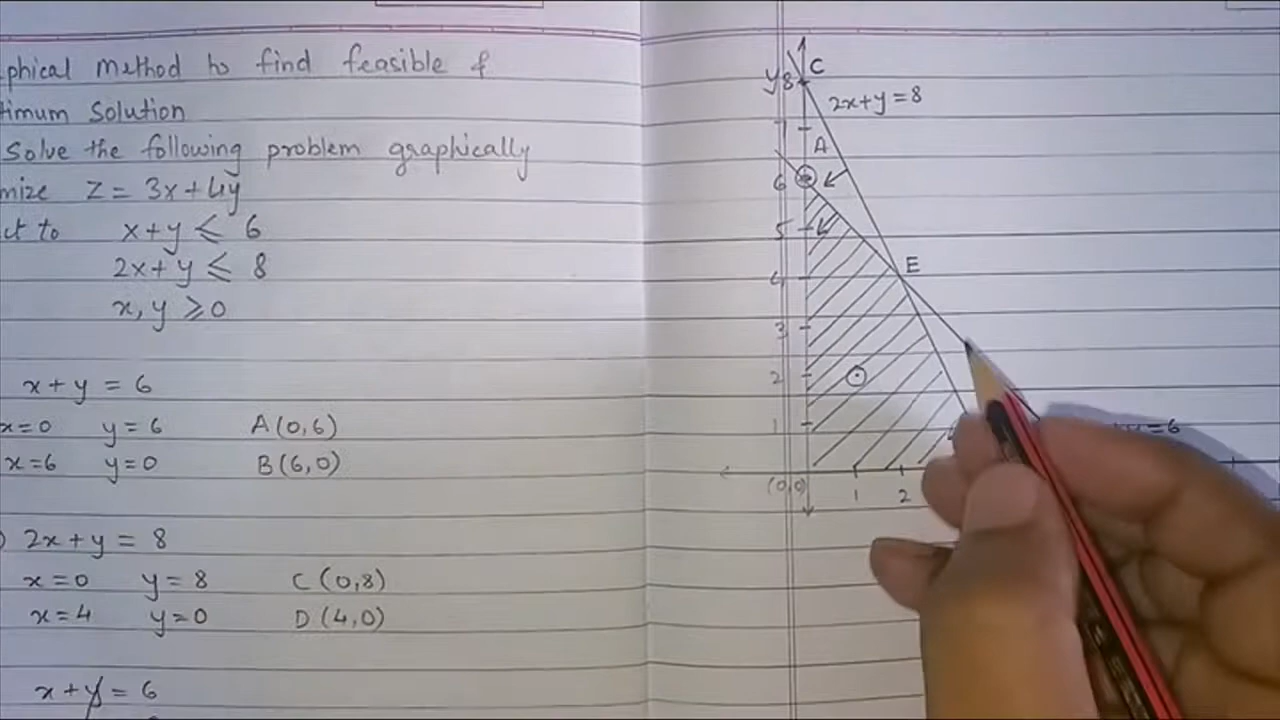 phical method to find feasible &
timum Solution
Solve the following problem graphically
mize Z = 3x+4y
ct to x+y ⩽ 6
2x+y ⩽ 8
x, y ⩾ 0
x+y = 6
x=0 y=6 A(0,6)
x=6 y=0 B(6,0)
) 2x+y = 8
x=0 y=8 C(0,8)
x=4 y=0 D(4,0)
x+y = 6
y 8 C
2x+y=8
7
A
6
5
4 E
3
2
1
x=6
(0,0) 1 2